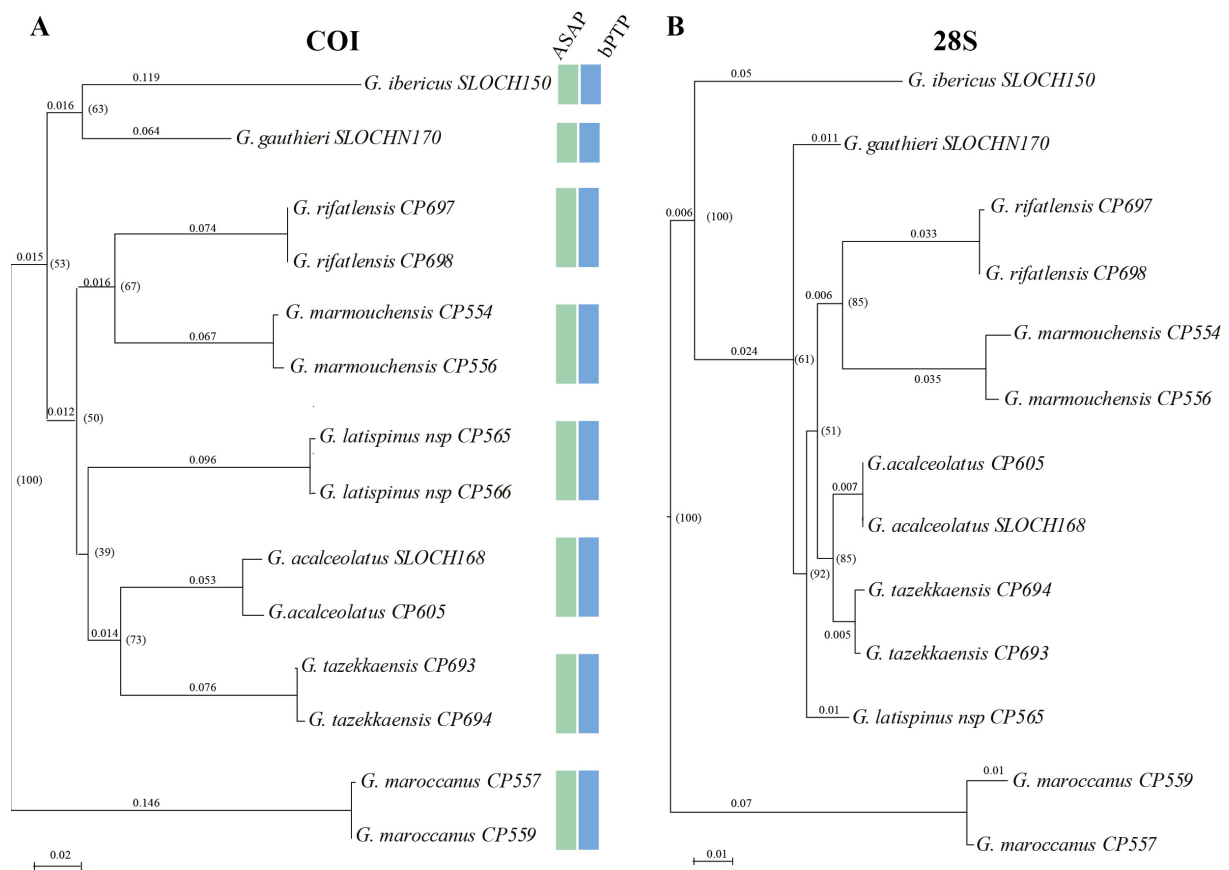 A
COI
ASAP
bPTP
0.119
G. ibericus SLOCH150
0.016
(63)
0.064
G. gauthieri SLOCHN170
G. rifatlensis CP697
0.074
G. rifatlensis CP698
0.015
(53)
0.016
(67)
G. marmouchensis CP554
0.067
G. marmouchensis CP556
0.012
(50)
G. latispinus nsp CP565
0.096
G. latispinus nsp CP566
(100)
(39)
G. acalceolatus SLOCH168
0.053
G.acalceolatus CP605
0.014
(73)
G. tazekkaensis CP693
0.076
G. tazekkaensis CP694
G. maroccanus CP557
0.146
G. maroccanus CP559
0.02
B
28S
0.05
G. ibericus SLOCH150
0.011
G. gauthieri SLOCHN170
0.006
(100)
G. rifatlensis CP697
0.033
G. rifatlensis CP698
0.006
(85)
G. marmouchensis CP554
0.024
(61)
0.035
G. marmouchensis CP556
(51)
G.acalceolatus CP605
0.007
G. acalceolatus SLOCH168
(100)
(85)
(92)
G. tazekkaensis CP694
0.005
G. tazekkaensis CP693
0.01
G. latispinus nsp CP565
0.01
G. maroccanus CP559
0.07
G. maroccanus CP557
0.01